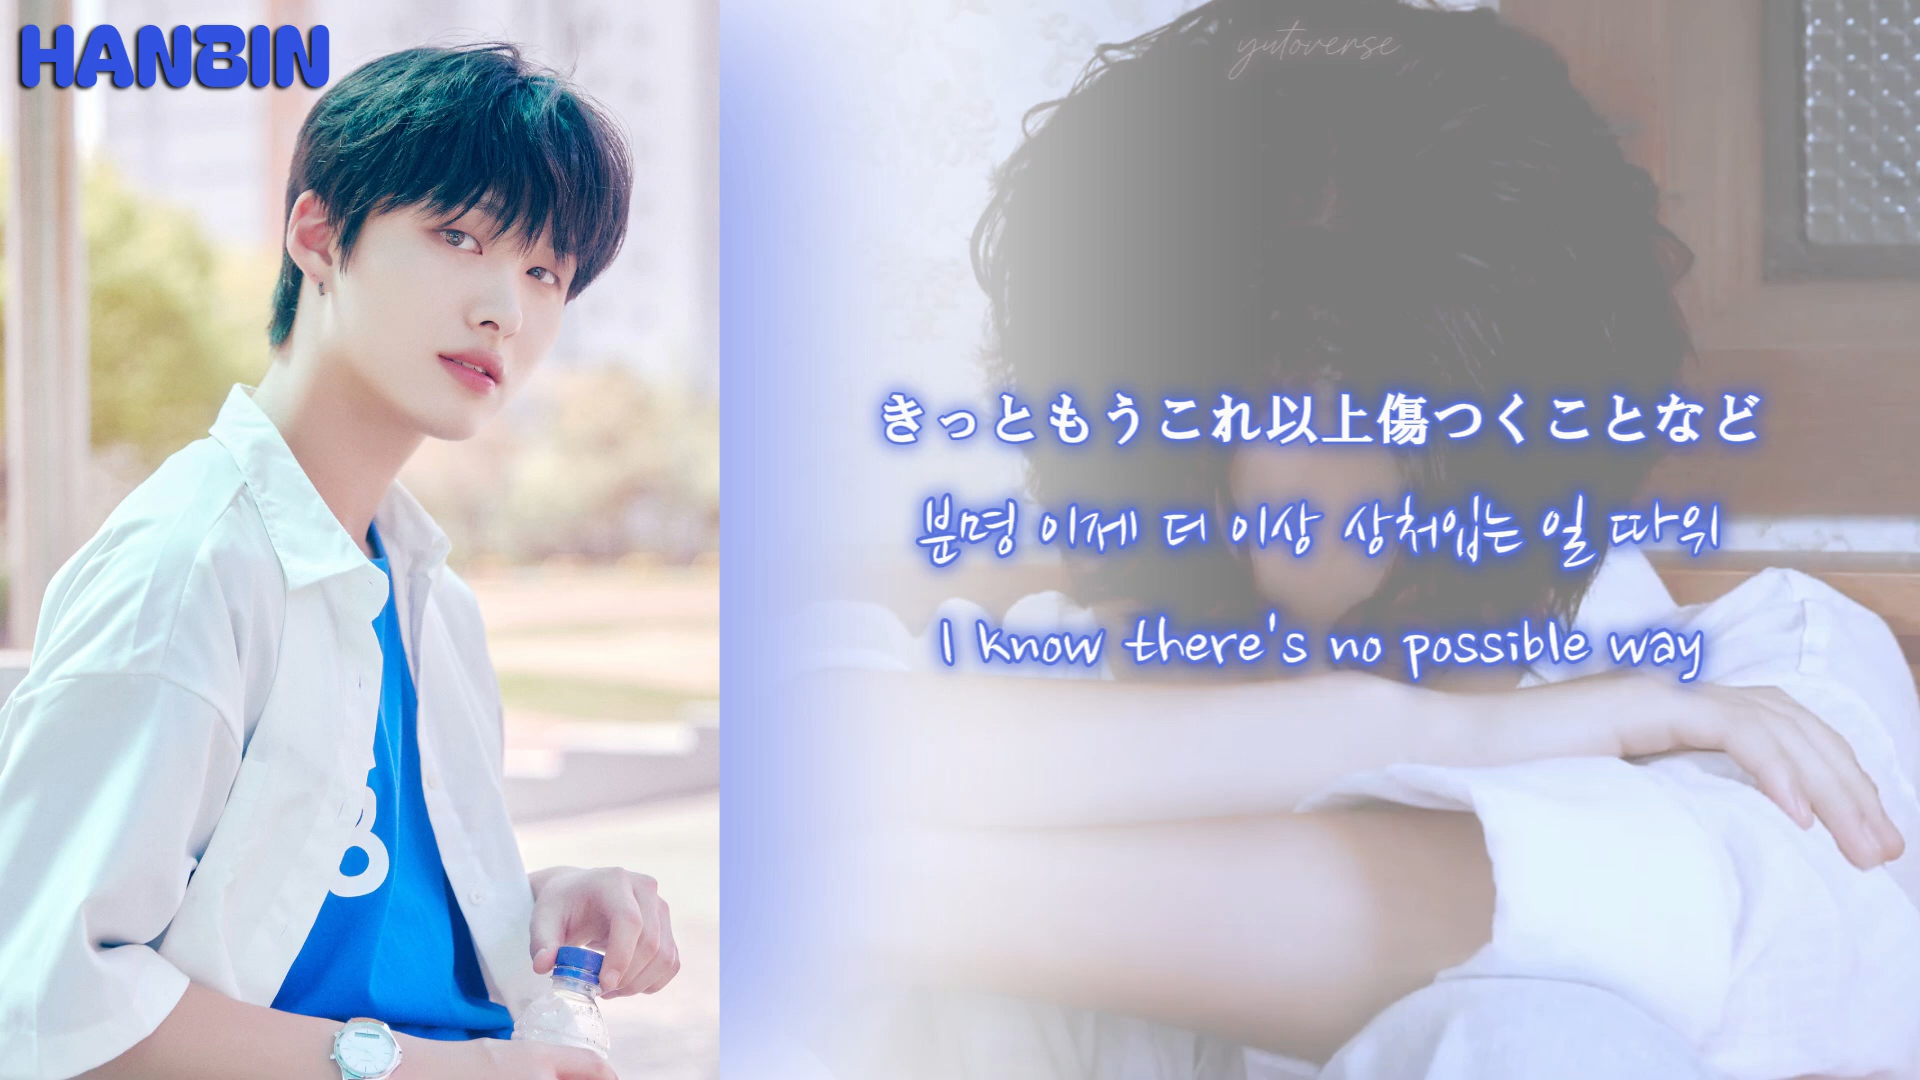 HANBIN
yutoverse
きっともうこれ以上傷つくことなど
분명 이제 더 이상 상처입는 일 따위
I know there's no possible way